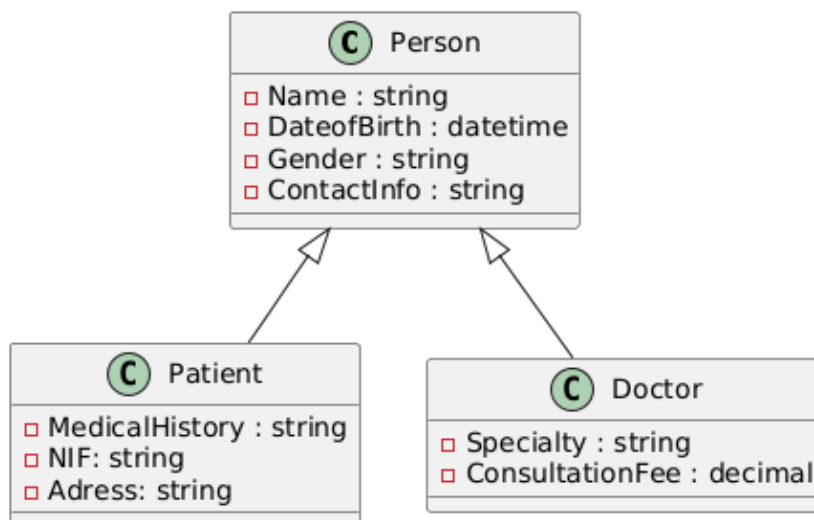 C Person
Name : string
DateofBirth : datetime
Gender : string
ContactInfo : string
C Patient
MedicalHistory : string
NIF: string
Adress: string
C Doctor
Specialty : string
ConsultationFee : decimal